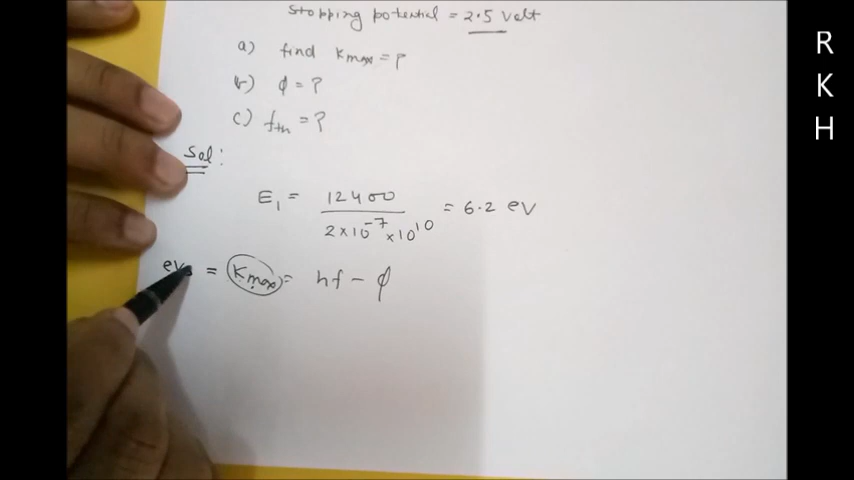 Stopping potential = 2.5 Volt
a) find Kmax = ?
b) ϕ = ?
c) fth = ?
Sol:
E1 = 12400 / 2×10^-7 ×10^10 = 6.2 eV
eVs = Kmax = hf - ϕ
R
K
H